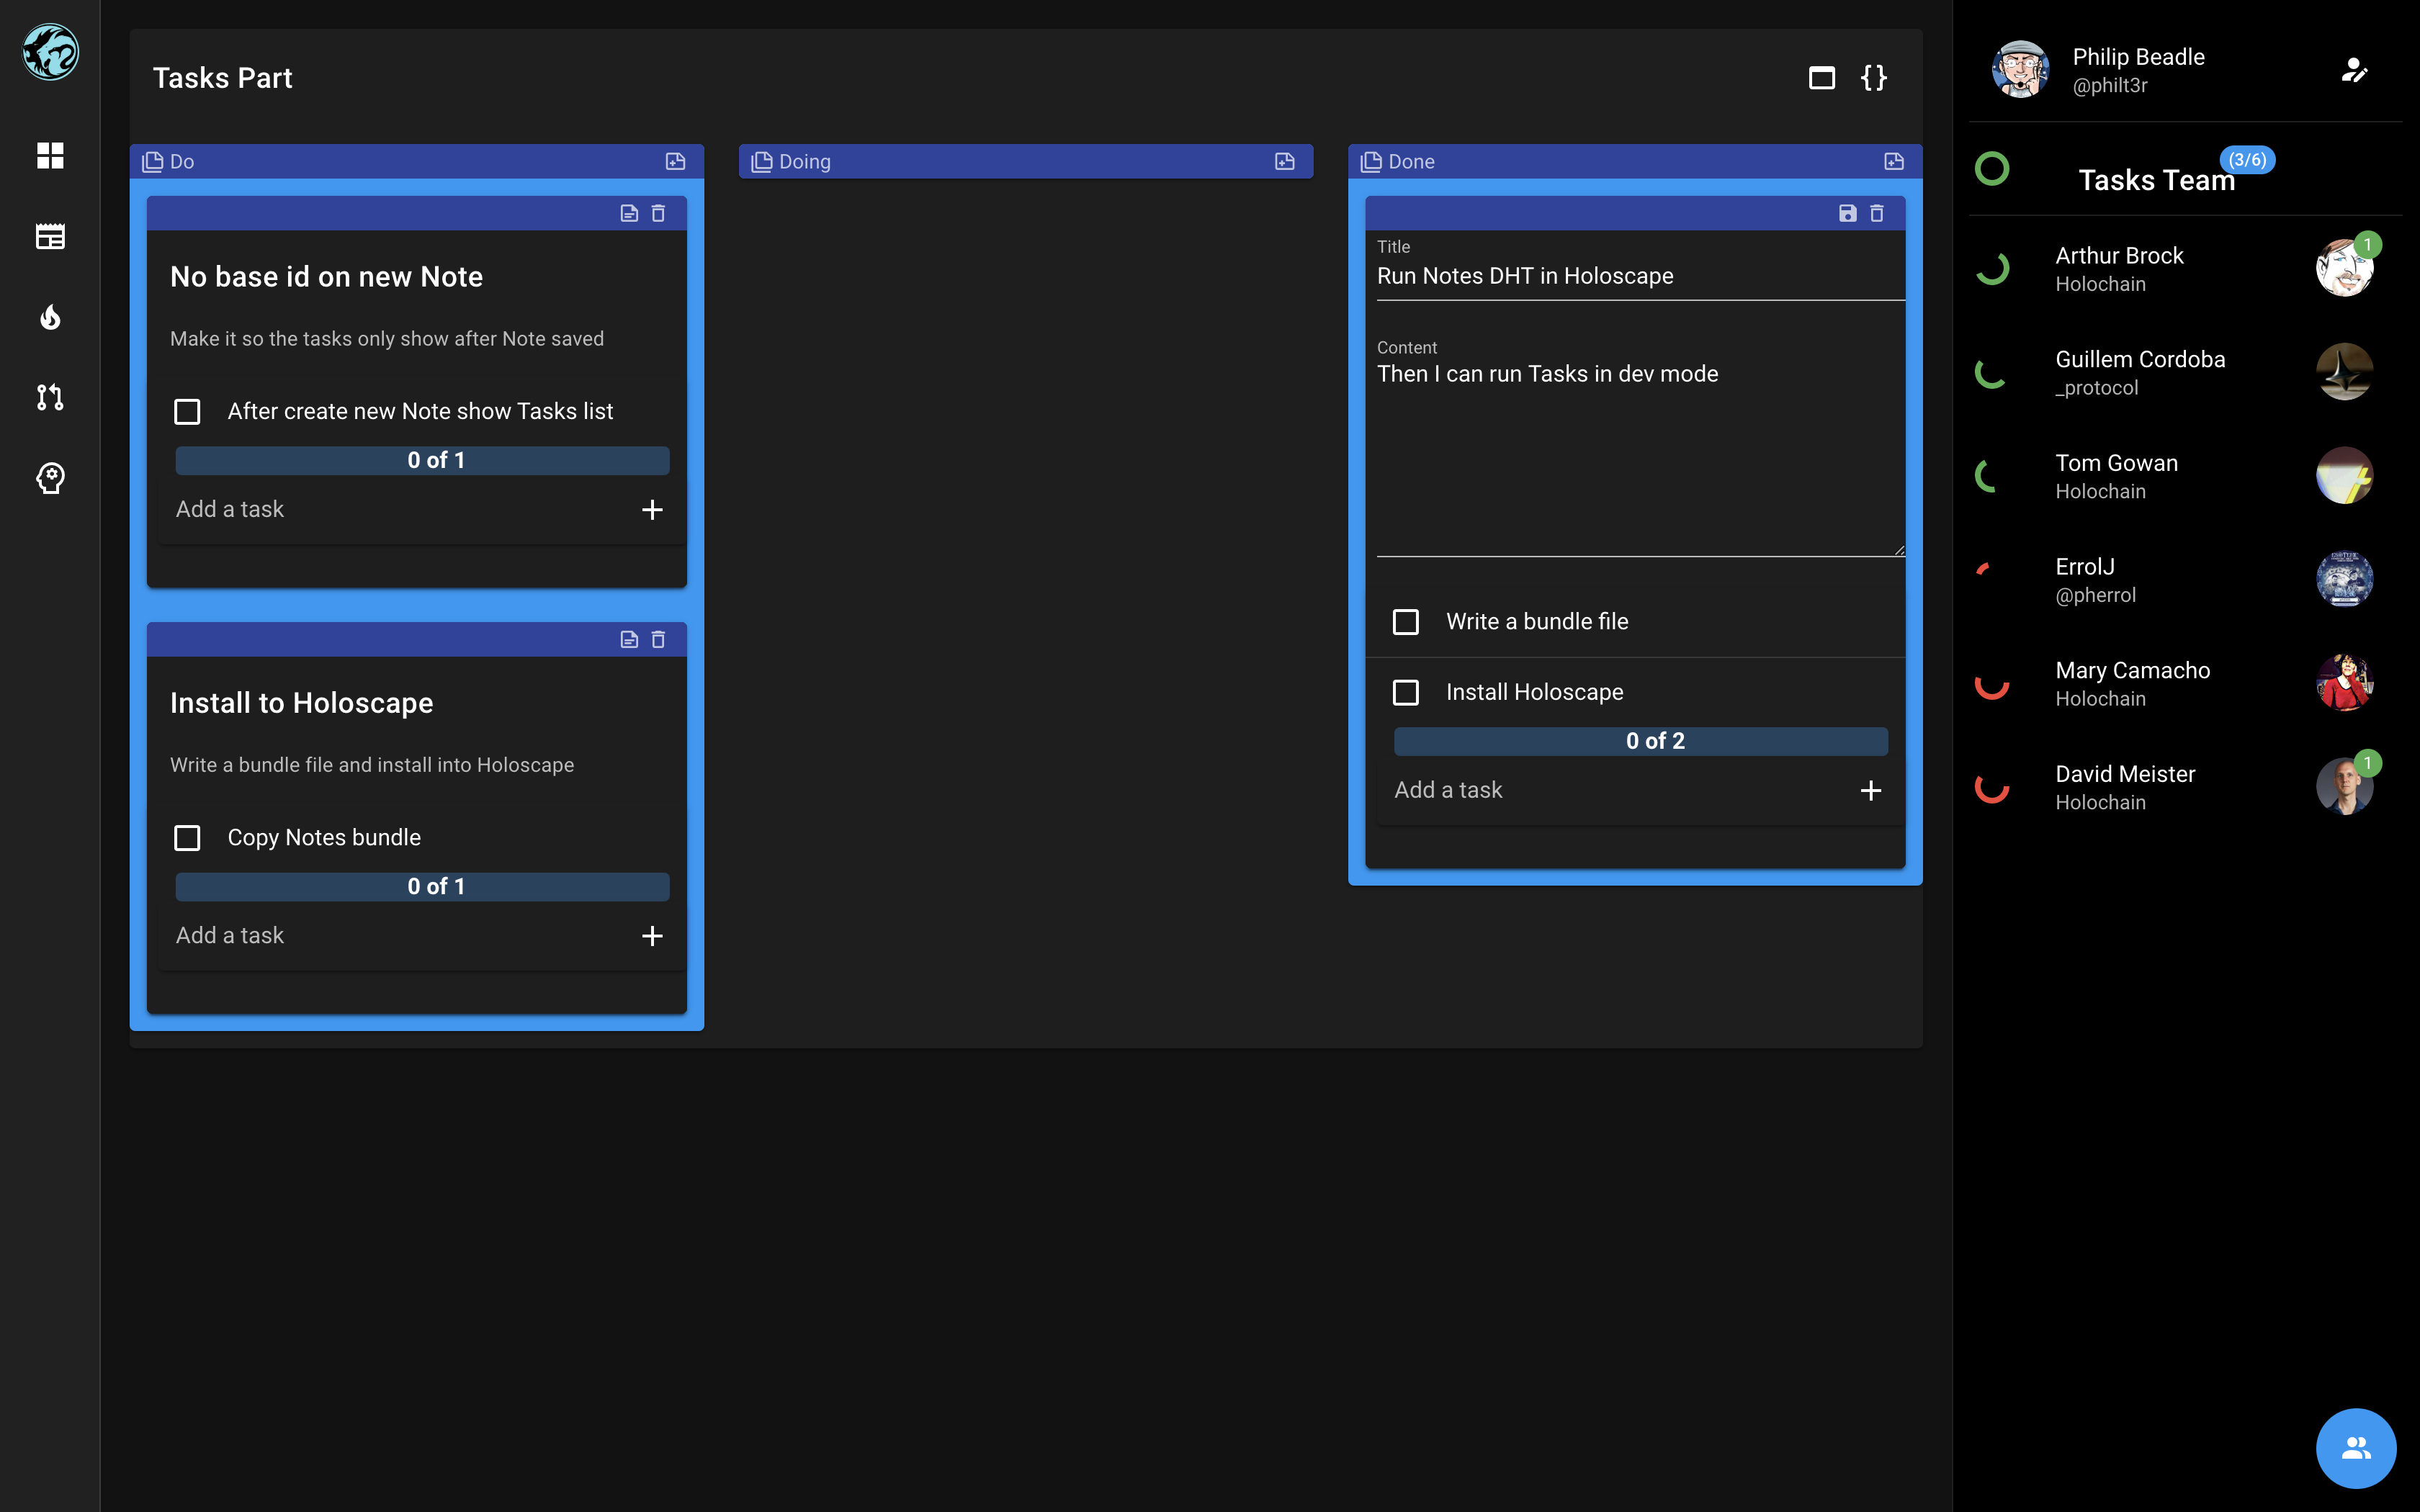 Tasks Part
Do
No base id on new Note
Make it so the tasks only show after Note saved
After create new Note show Tasks list
0 of 1
Add a task
Install to Holoscape
Write a bundle file and install into Holoscape
Copy Notes bundle
0 of 1
Add a task
Doing
Done
Title
Run Notes DHT in Holoscape
Content
Then I can run Tasks in dev mode
Write a bundle file
Install Holoscape
0 of 2
Add a task
Philip Beadle
@philt3r
Tasks Team
(3/6)
Arthur Brock
Holochain
1
Guillem Cordoba
_protocol
Tom Gowan
Holochain
ErrolJ
@pherrol
Mary Camacho
Holochain
David Meister
Holochain
1